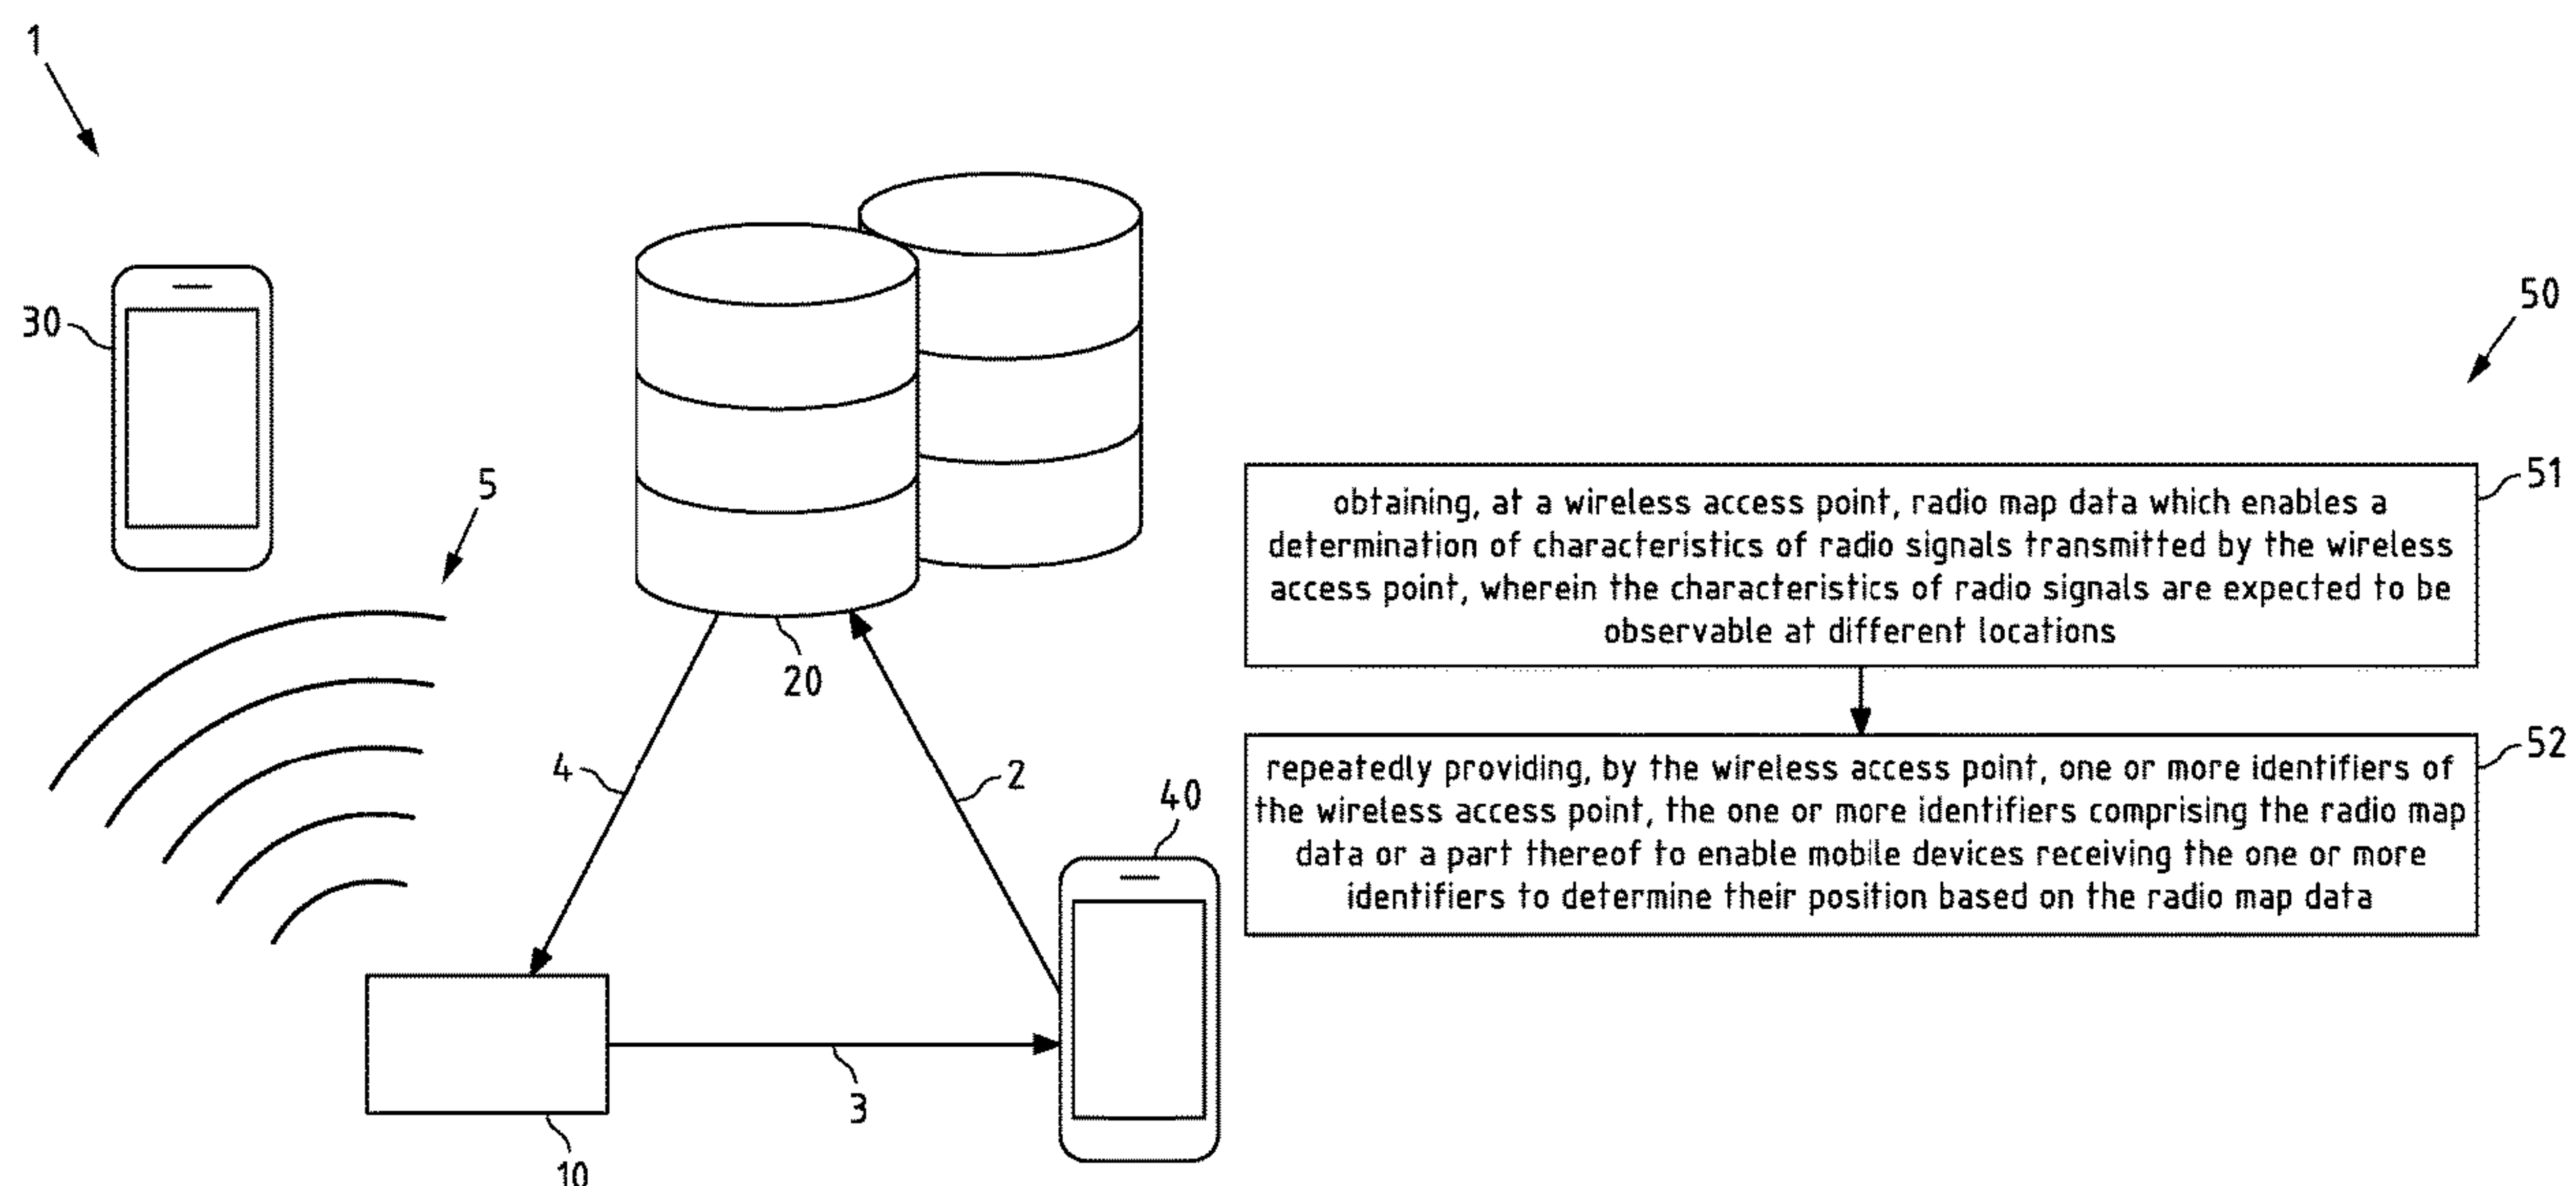 1
30
5
20
4
2
40
3
10
50
51
obtaining, at a wireless access point, radio map data which enables a
determination of characteristics of radio signals transmitted by the wireless
access point, wherein the characteristics of radio signals are expected to be
observable at different locations
52
repeatedly providing, by the wireless access point, one or more identifiers of
the wireless access point, the one or more identifiers comprising the radio map
data or a part thereof to enable mobile devices receiving the one or more
identifiers to determine their position based on the radio map data